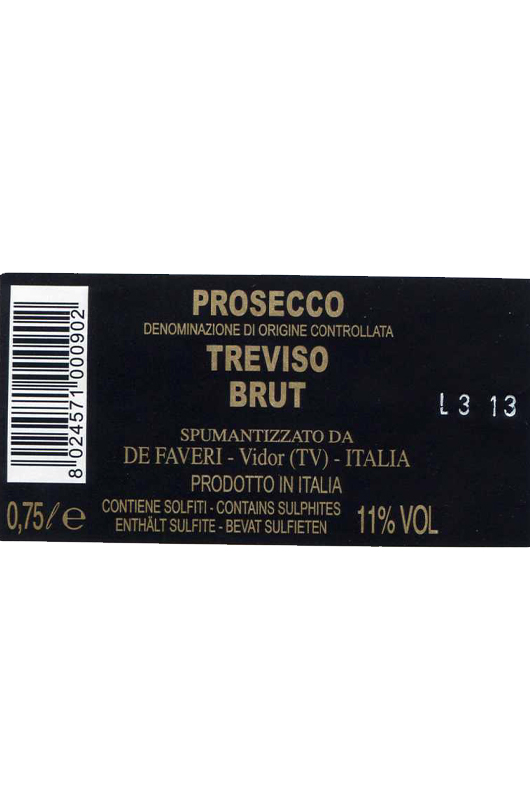 PROSECCO
DENOMINAZIONE DI ORIGINE CONTROLLATA
TREVISO
BRUT
L 3 13
SPUMANTIZZATO DA
DE FAVERI - Vidor (TV) - ITALIA
PRODOTTO IN ITALIA
0,75 l e
CONTIENE SOLFITI - CONTAINS SULPHITES
ENTHÄLT SULFITE - BEVAT SULFIETEN
11% VOL
8 024571 000902